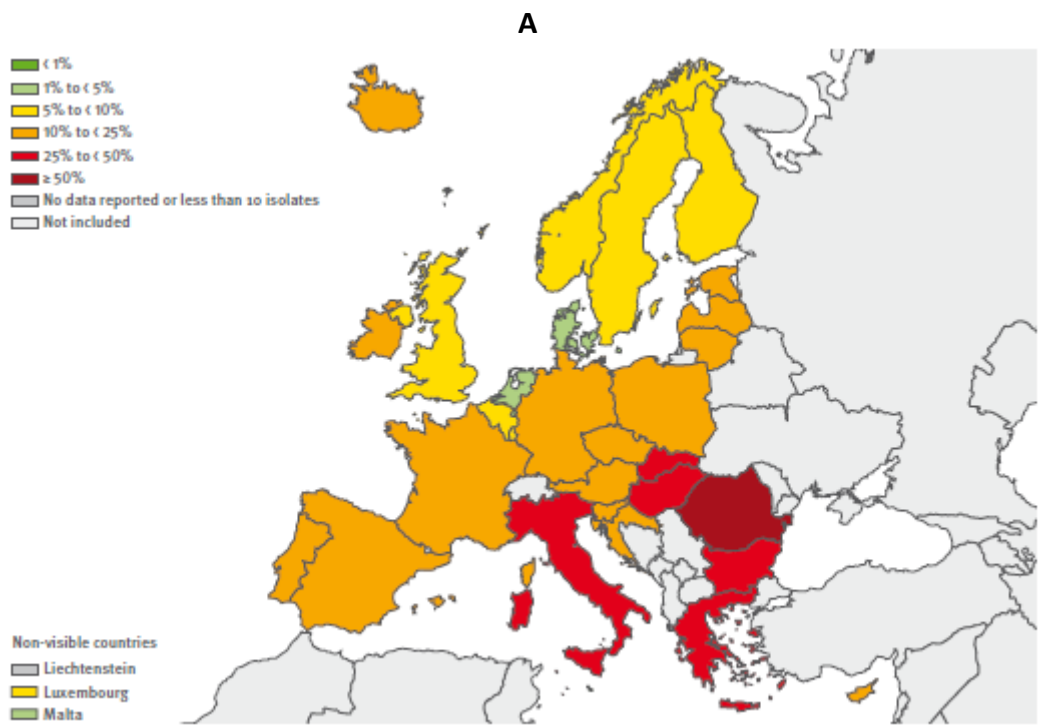 A
< 1%
1% to < 5%
5% to < 10%
10% to < 25%
25% to < 50%
≥ 50%
No data reported or less than 10 isolates
Not included
Non-visible countries
Liechtenstein
Luxembourg
Malta